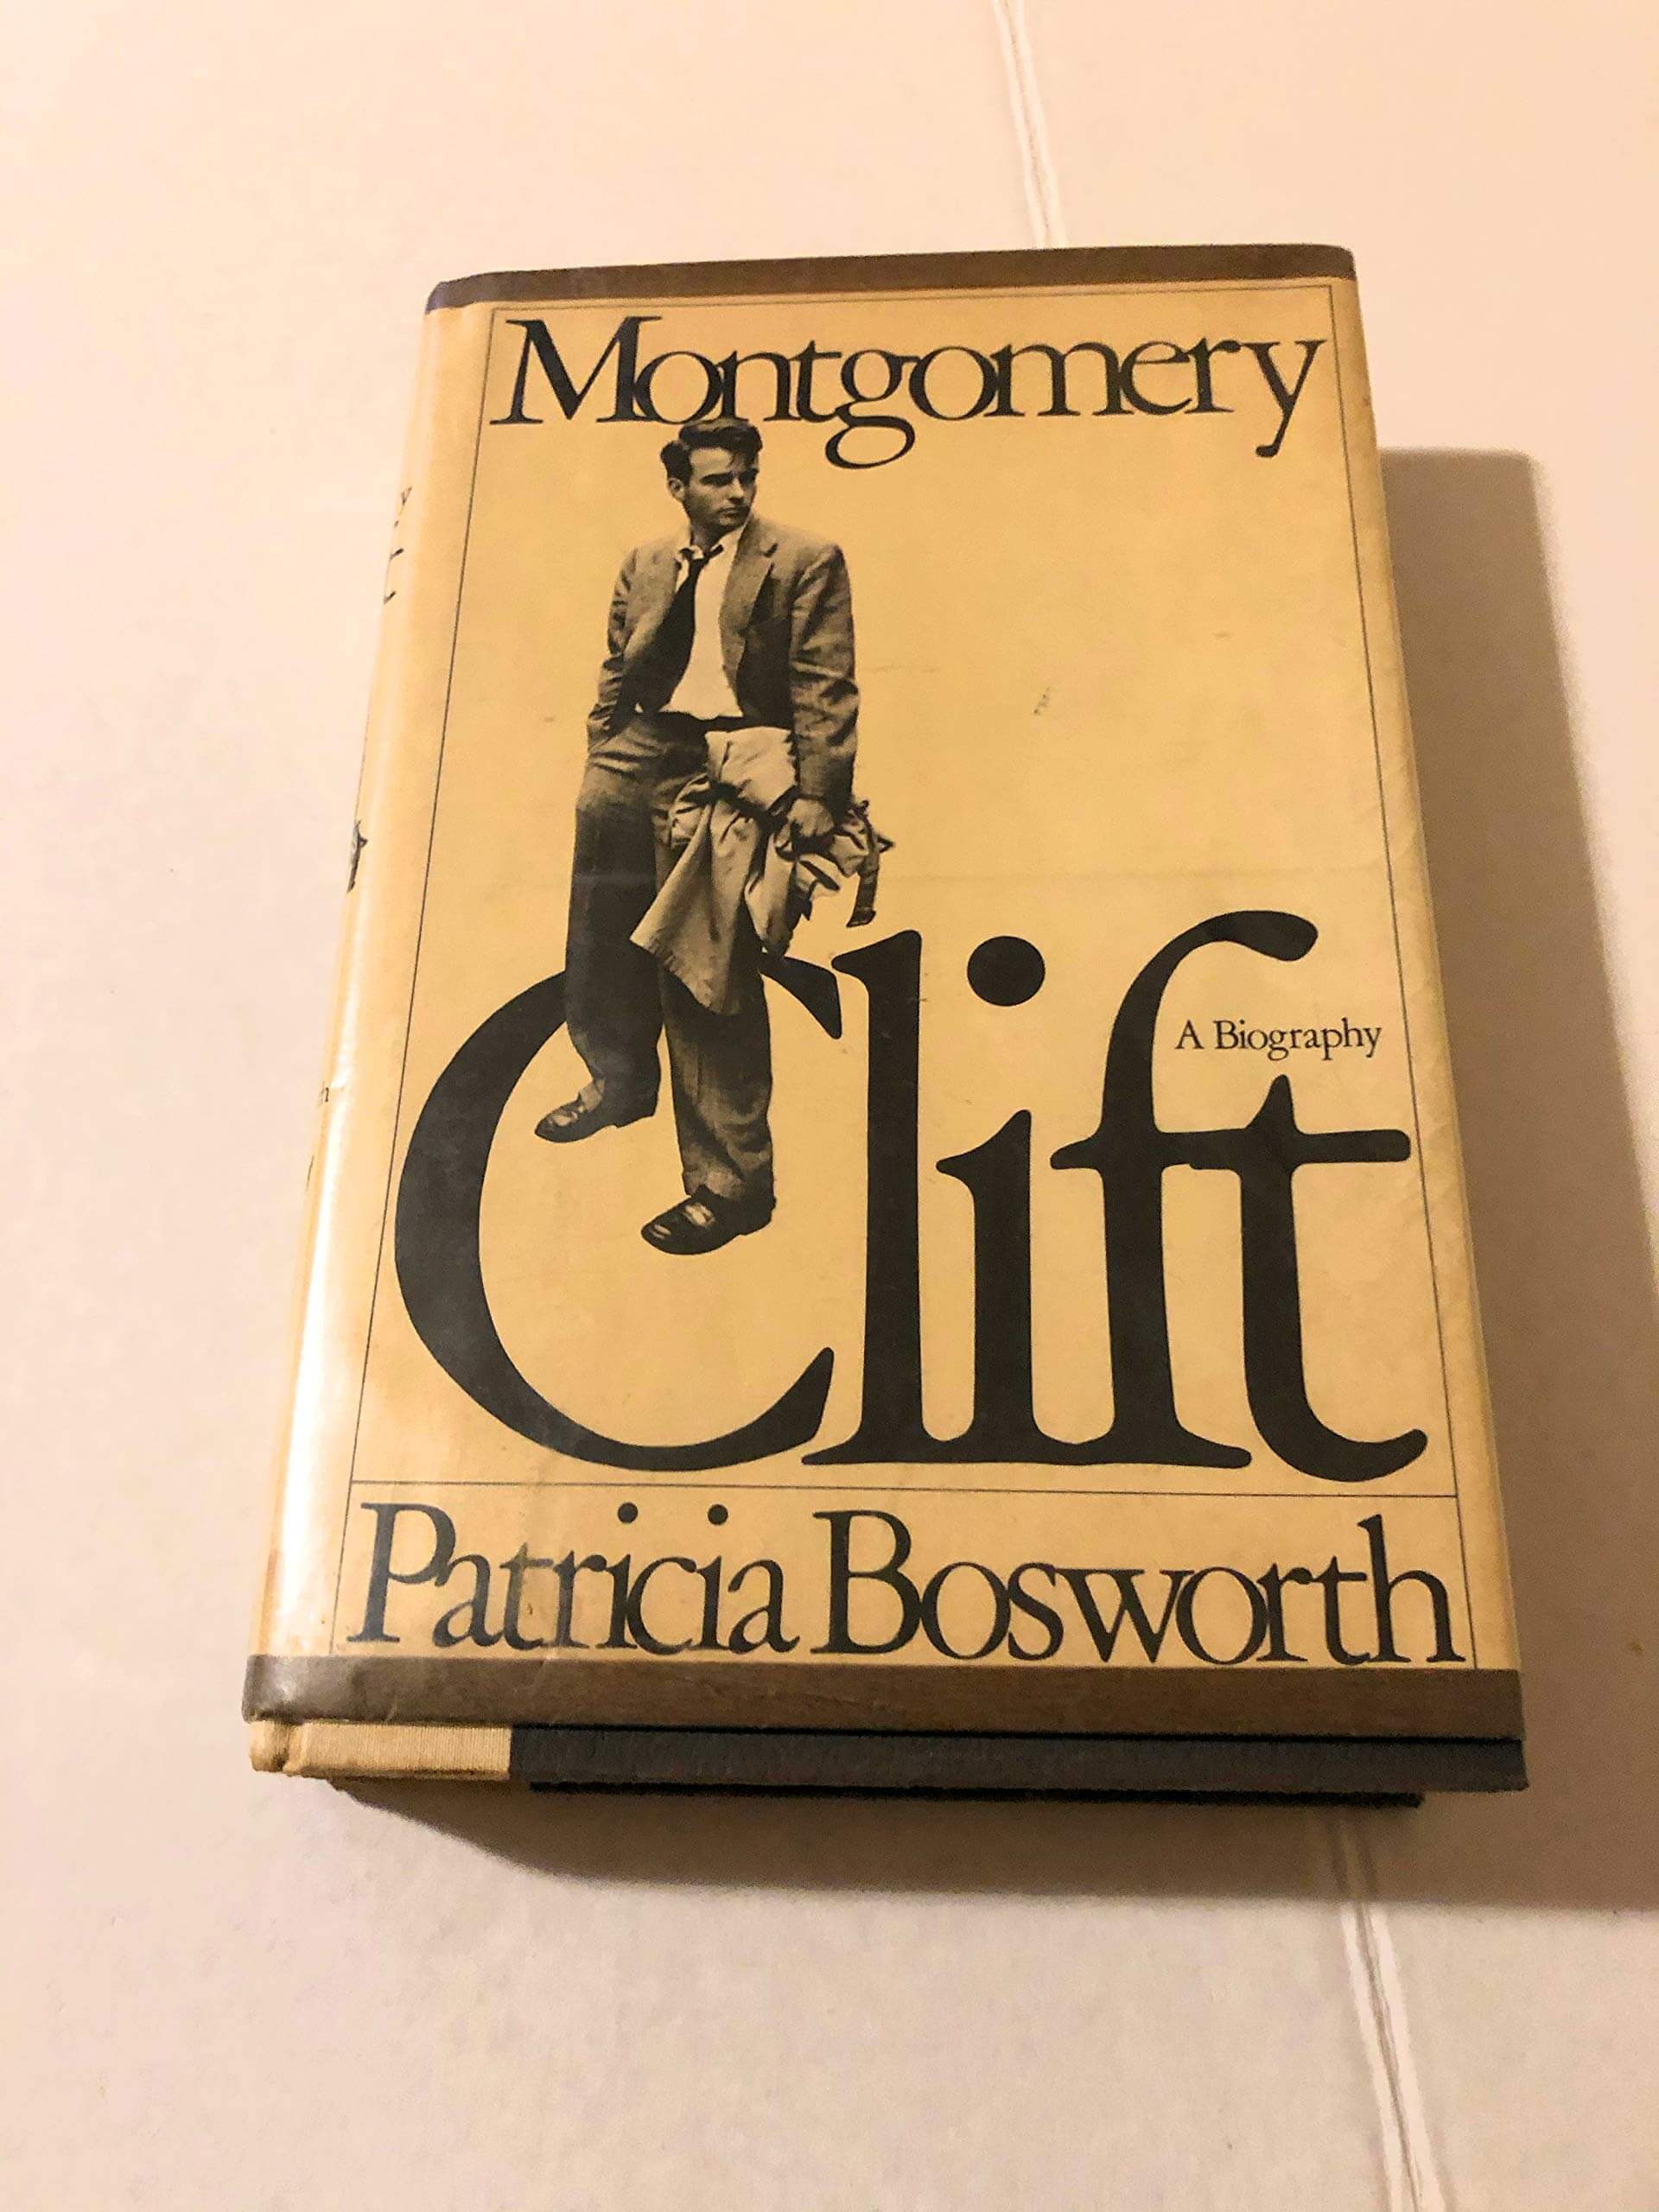 Montgomery
Clift
A Biography
Patricia Bosworth